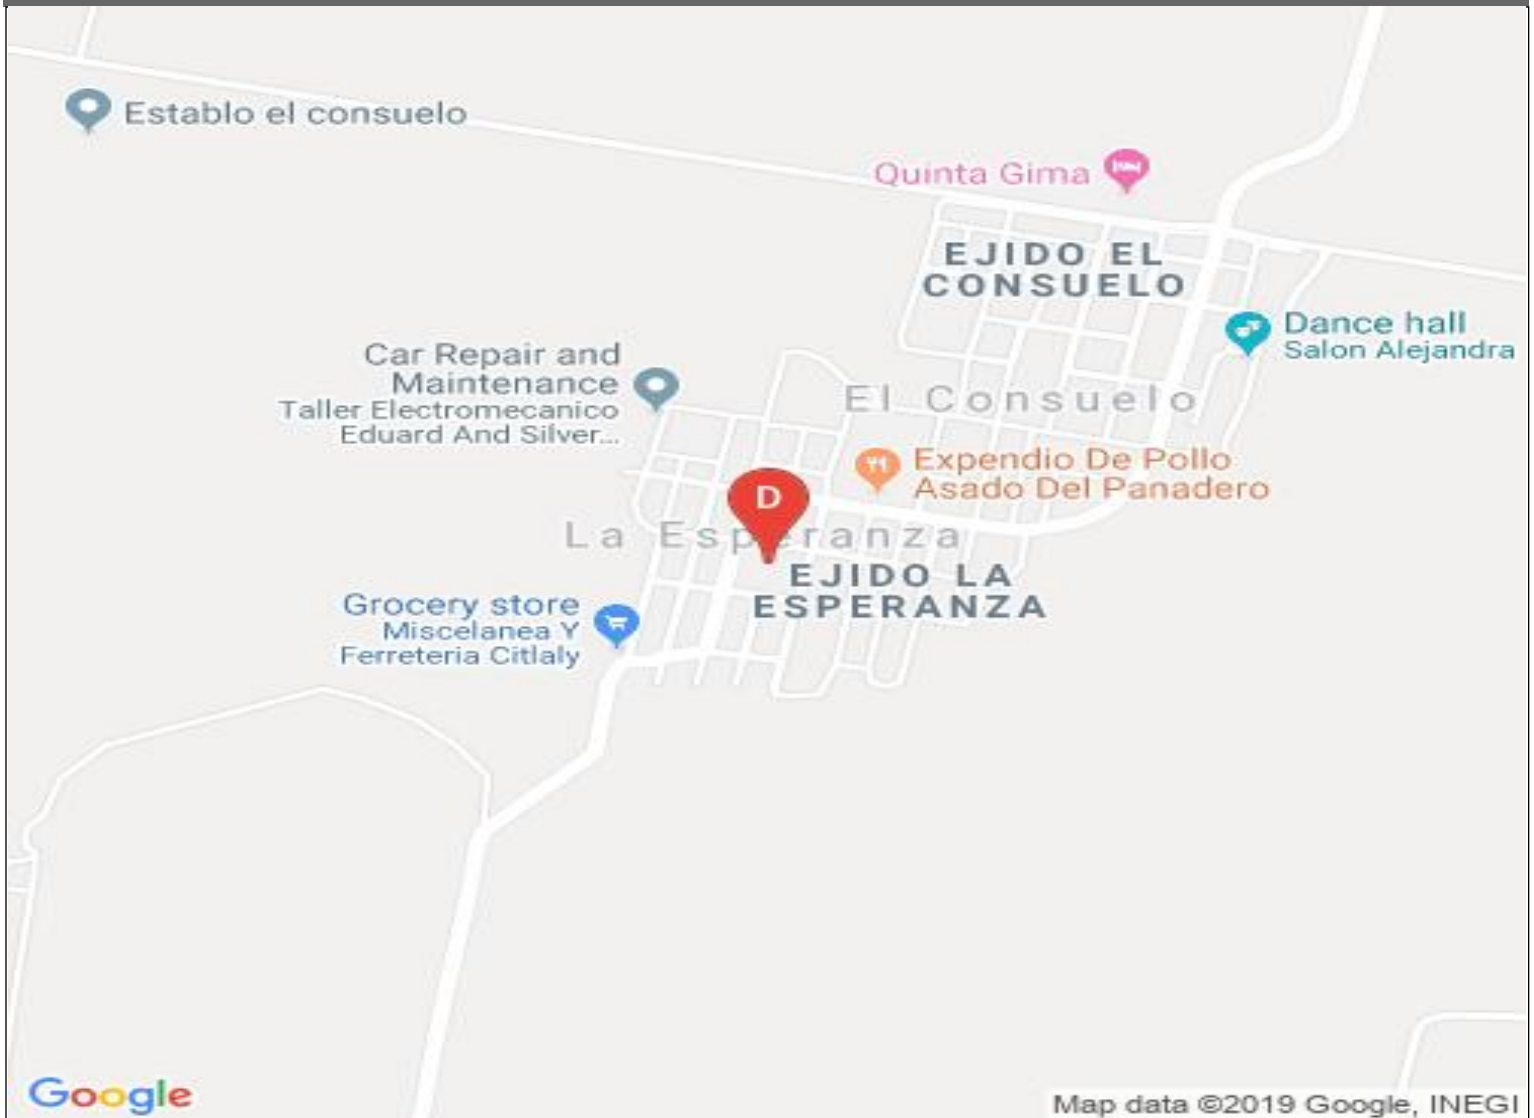 Establo el consuelo
Quinta Gima
EJIDO EL
CONSUELO
Dance hall
Salon Alejandra
Car Repair and
Maintenance
Taller Electromecanico
Eduard And Silver...
El Consuelo
Expendio De Pollo
Asado Del Panadero
D
La Esperanza
EJIDO LA
ESPERANZA
Grocery store
Miscelanea Y
Ferreteria Citlaly
Google
Map data ©2019 Google, INEGI